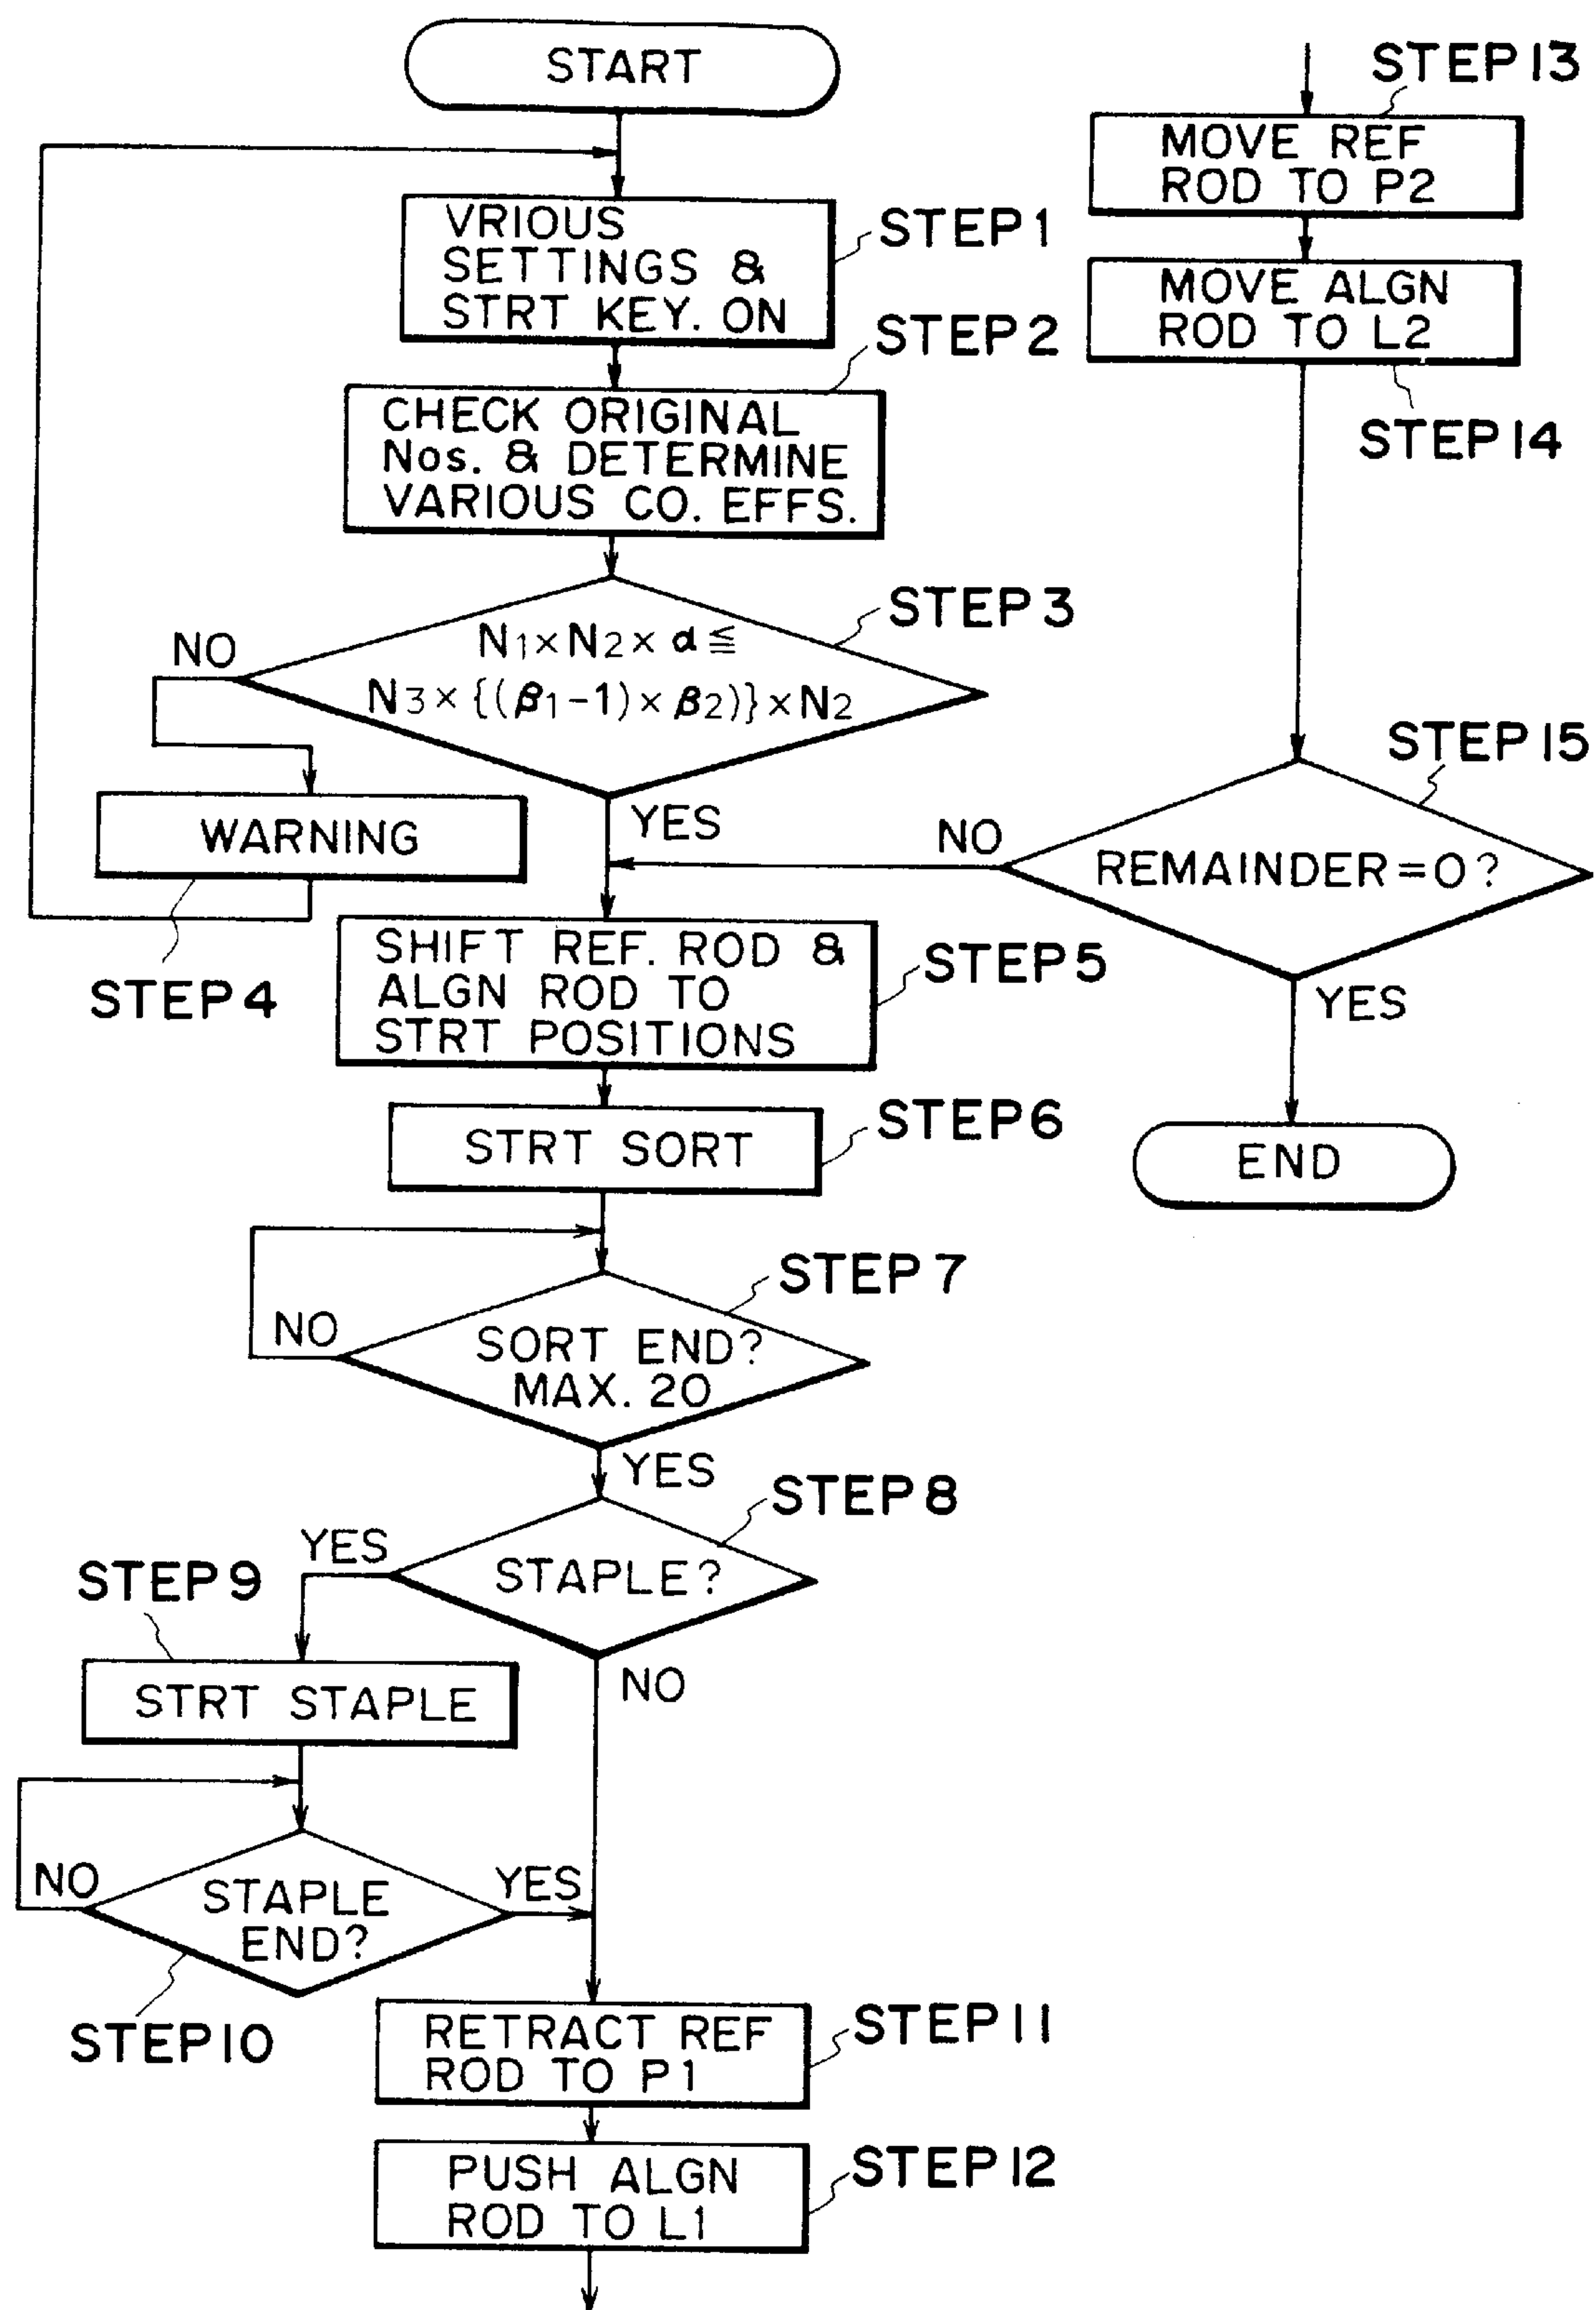 START
VRIOUS
SETTINGS &
STRT KEY. ON
STEP 1
CHECK ORIGINAL
Nos. & DETERMINE
VARIOUS CO. EFFS.
STEP 2
N1×N2×α≦
N3×{(β1-1)×β2)}×N2
STEP 3
NO
YES
WARNING
STEP 4
SHIFT REF. ROD &
ALGN ROD TO
STRT POSITIONS
STEP 5
STRT SORT
STEP 6
SORT END?
MAX. 20
STEP 7
NO
YES
STAPLE?
STEP 8
YES
NO
STEP 9
STRT STAPLE
STAPLE
END?
NO
YES
STEP 10
RETRACT REF
ROD TO P1
STEP 11
PUSH ALGN
ROD TO L1
STEP 12
STEP 13
MOVE REF
ROD TO P2
MOVE ALGN
ROD TO L2
STEP 14
STEP 15
REMAINDER=0?
NO
YES
END